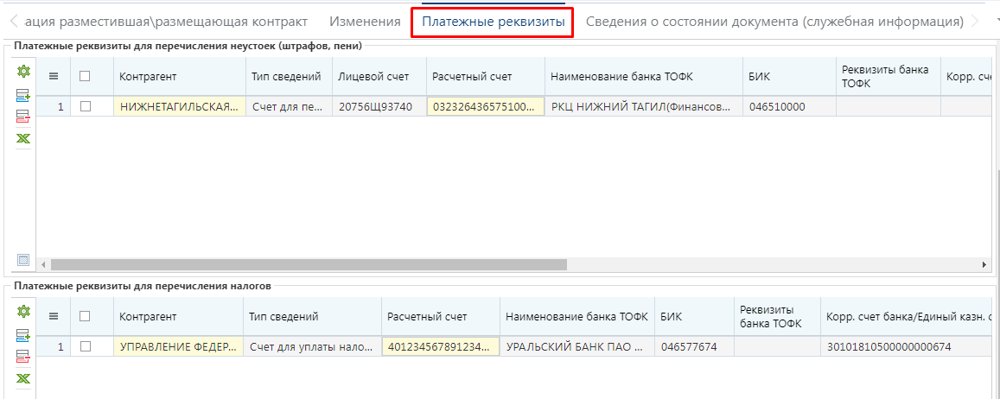 ация разместившая\размещающая контракт Изменения Платежные реквизиты Сведения о состоянии документа (служебная информация)
Платежные реквизиты для перечисления неустоек (штрафов, пени)
Контрагент Тип сведений Лицевой счет Расчетный счет Наименование банка ТОФК БИК Реквизиты банка ТОФК Корр. сче
1 НИЖНЕТАГИЛЬСКАЯ... Счет для пе... 20756Щ93740 032326436575100... РКЦ НИЖНИЙ ТАГИЛ(Финансов... 046510000
Платежные реквизиты для перечисления налогов
Контрагент Тип сведений Расчетный счет Наименование банка ТОФК БИК Реквизиты банка ТОФК Корр. счет банка/Единый казн. с
1 УПРАВЛЕНИЕ ФЕДЕР... Счет для уплаты нало... 401234567891234... УРАЛЬСКИЙ БАНК ПАО ... 046577674 30101810500000000674